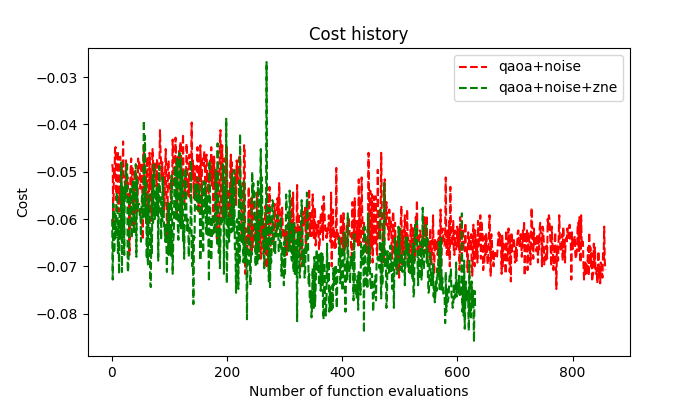 Cost history
qaoa+noise
qaoa+noise+zne
Cost
−0.03
−0.04
−0.05
−0.06
−0.07
−0.08
0
200
400
600
800
Number of function evaluations